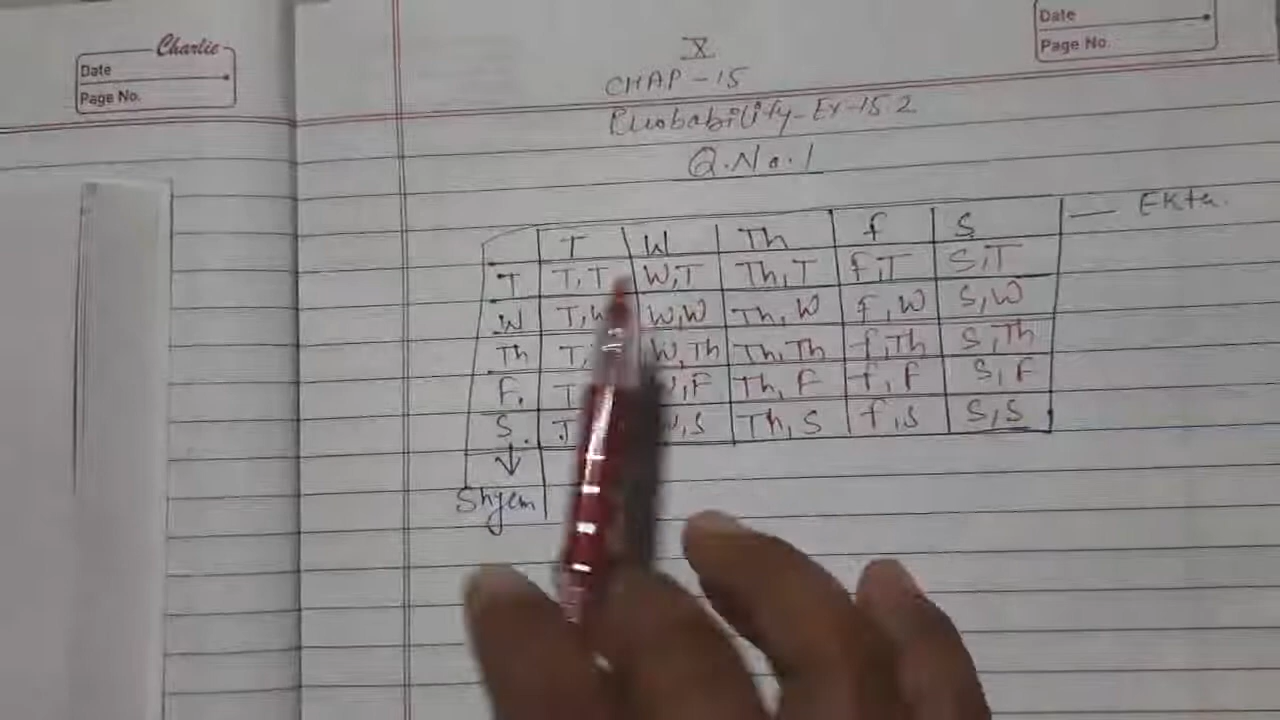 Charlie
Date
Page No.
Date
Page No.
X
CHAP-15
Probability-Ex-15.2
Q.No.1
T W Th f S — Ekta.
T T,T W,T Th,T f,T S,T
W T,W W,W Th,W f,W S,W
Th T, W,Th Th,Th f,Th S,Th
F. T ,F Th,F f,F S,F
S. T ,S Th,S f,S S,S
Shyam